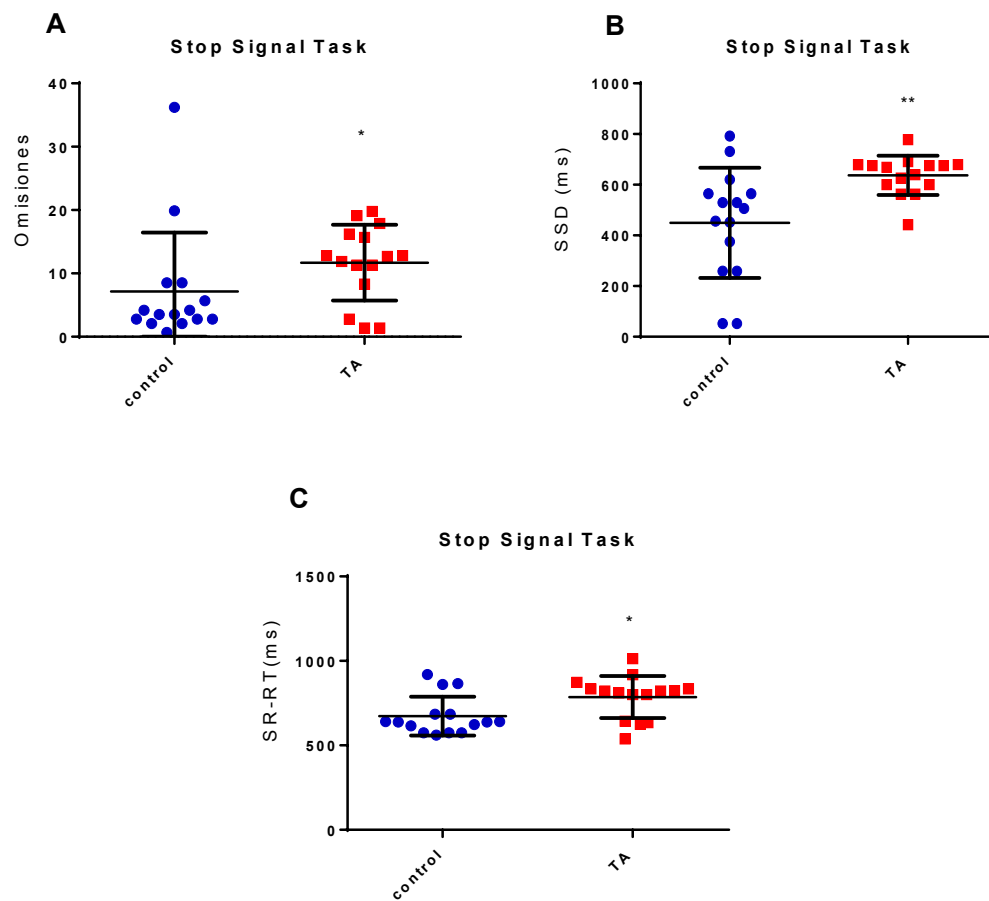 A
Stop Signal Task
Omisiones
40
30
20
10
0
*
control
TA
B
Stop Signal Task
SSD (ms)
1000
800
600
400
200
0
**
control
TA
C
Stop Signal Task
SR-RT(ms)
1500
1000
500
0
*
control
TA